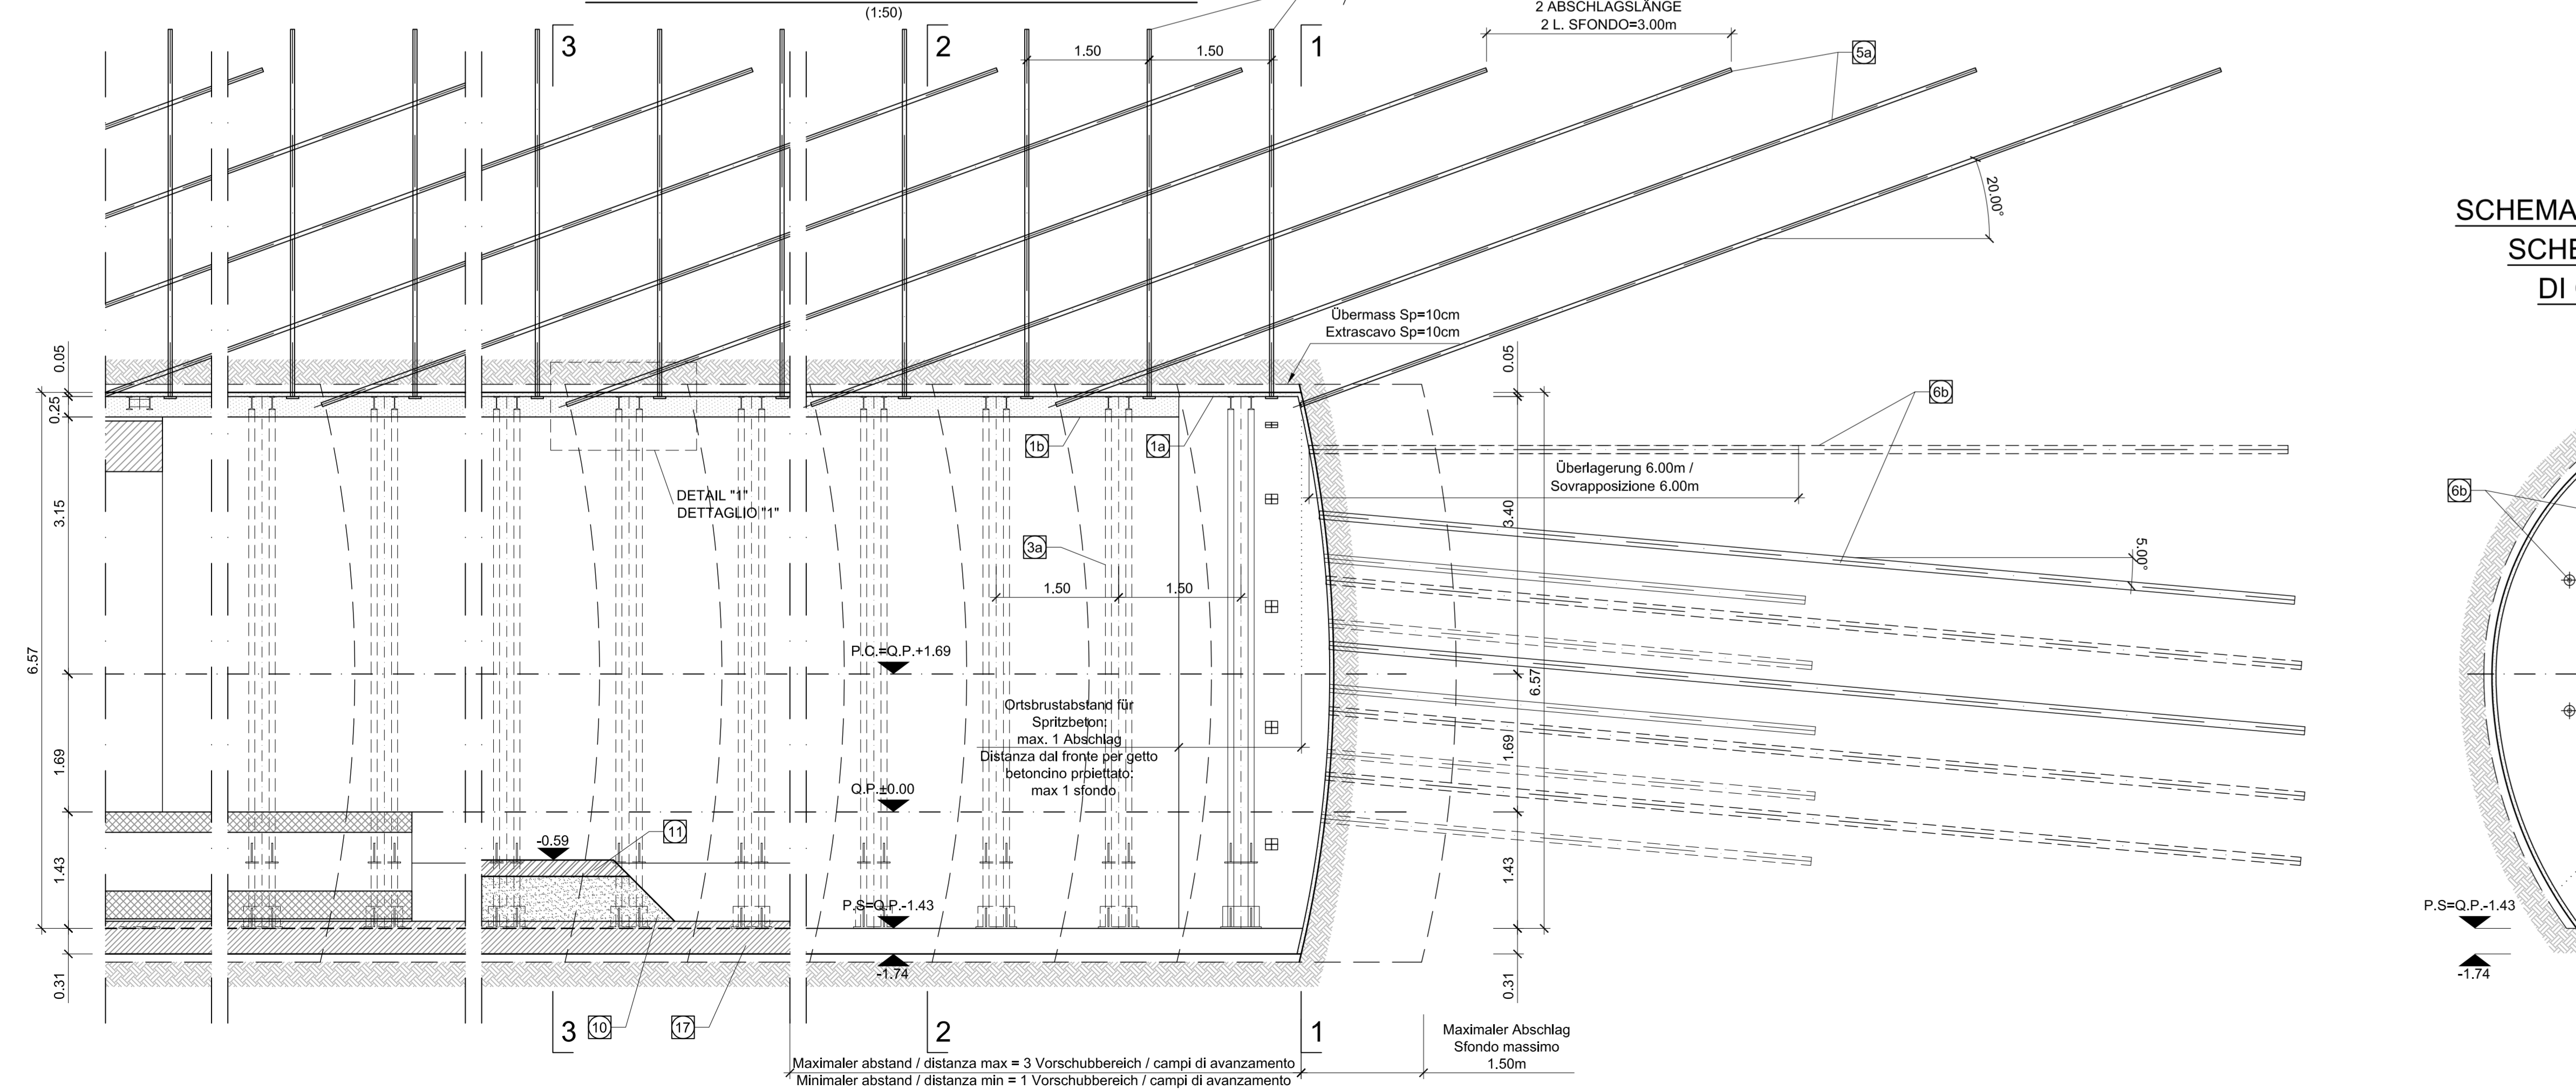 (1:50)
2 ABSCHLAGSLÄNGE
2 L. SFONDO=3.00m
3
2
1
1.50
1.50
5a
20.00°
SCHEMA
SCHE
DI
Übermass Sp=10cm
Extrascavo Sp=10cm
0.05
0.25
3.15
6.57
1.69
1.43
0.31
0.05
3.40
6.57
1.69
1.43
0.31
1b
1a
6b
Überlagerung 6.00m /
Sovrapposizione 6.00m
6b
DETAIL "1"
DETTAGLIO "1"
3a
5.00°
1.50
1.50
P.C.=Q.P.+1.69
Ortsbrustabstand für
Spritzbeton:
max. 1 Abschlag
Distanza dal fronte per getto
betoncino proiettato:
max 1 sfondo
Q.P.±0.00
-0.59
11
P.S=Q.P.-1.43
-1.74
P.S=Q.P.-1.43
-1.74
3
10
17
2
1
Maximaler Abschlag
Sfondo massimo
1.50m
Maximaler abstand / distanza max = 3 Vorschubbereich / campi di avanzamento
Minimaler abstand / distanza min = 1 Vorschubbereich / campi di avanzamento